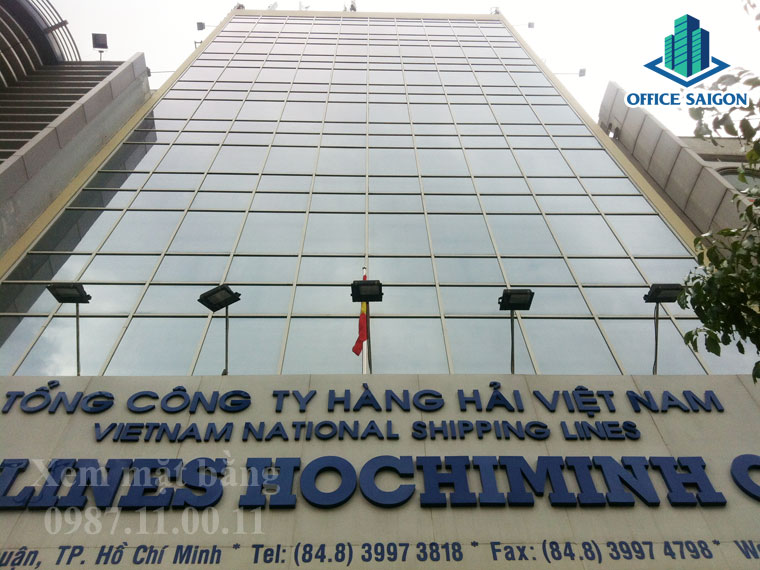 OFFICE SAIGON
TỔNG CÔNG TY HÀNG HẢI VIỆT NAM
VIETNAM NATIONAL SHIPPING LINES
Xem mặt bằng
LINES HOCHIMINH
0987.11.00.11
uận, TP. Hồ Chí Minh * Tel: (84.8) 3997 3818 * Fax: (84.8) 3997 4798 * We